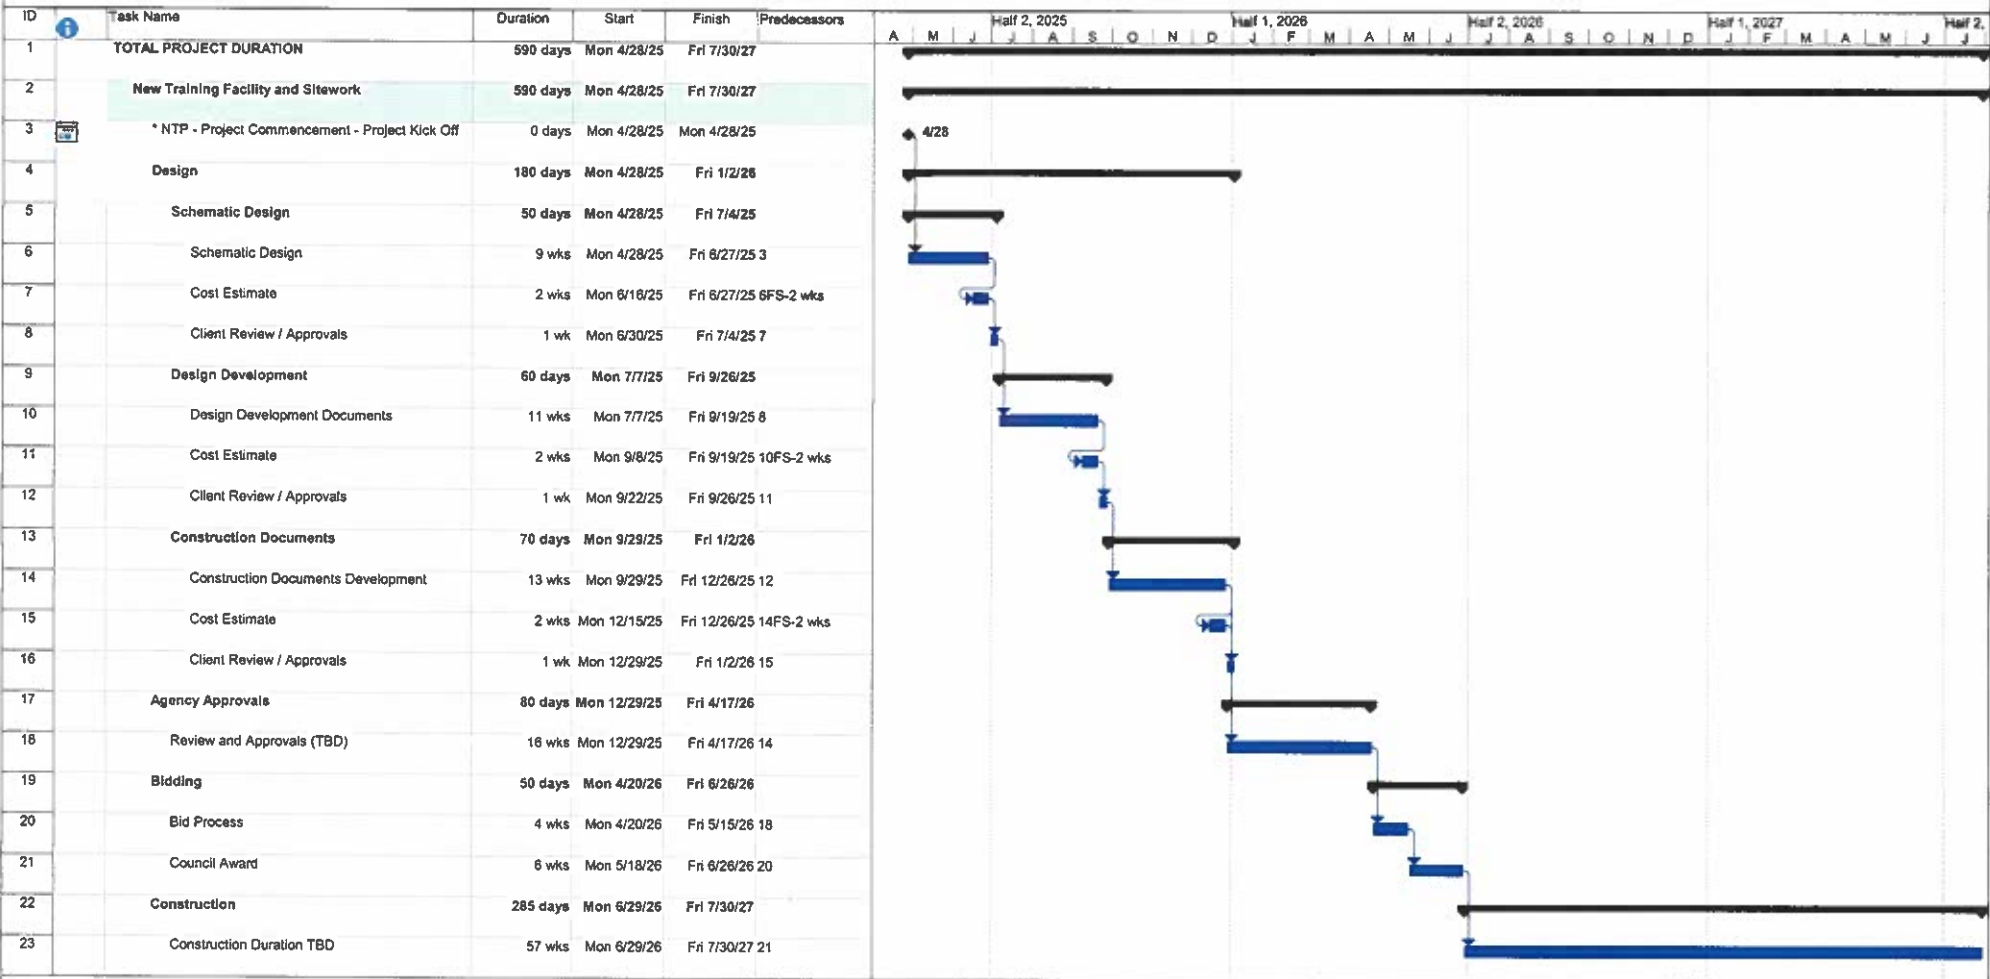 ID Task Name Duration Start Finish Predecessors Half 2, 2025 Half 1, 2026 Half 2, 2026 Half 1, 2027 Half 2,
A M J J A S O N D J F M A M J J A S O N D J F M A M J J
1 TOTAL PROJECT DURATION 590 days Mon 4/28/25 Fri 7/30/27
2 New Training Facility and Sitework 590 days Mon 4/28/25 Fri 7/30/27
3 * NTP - Project Commencement - Project Kick Off 0 days Mon 4/28/25 Mon 4/28/25 4/28
4 Design 180 days Mon 4/28/25 Fri 1/2/26
5 Schematic Design 50 days Mon 4/28/25 Fri 7/4/25
6 Schematic Design 9 wks Mon 4/28/25 Fri 6/27/25 3
7 Cost Estimate 2 wks Mon 6/16/25 Fri 6/27/25 6FS-2 wks
8 Client Review / Approvals 1 wk Mon 6/30/25 Fri 7/4/25 7
9 Design Development 60 days Mon 7/7/25 Fri 9/26/25
10 Design Development Documents 11 wks Mon 7/7/25 Fri 9/19/25 8
11 Cost Estimate 2 wks Mon 9/8/25 Fri 9/19/25 10FS-2 wks
12 Client Review / Approvals 1 wk Mon 9/22/25 Fri 9/26/25 11
13 Construction Documents 70 days Mon 9/29/25 Fri 1/2/26
14 Construction Documents Development 13 wks Mon 9/29/25 Fri 12/26/25 12
15 Cost Estimate 2 wks Mon 12/15/25 Fri 12/26/25 14FS-2 wks
16 Client Review / Approvals 1 wk Mon 12/29/25 Fri 1/2/26 15
17 Agency Approvals 80 days Mon 12/29/25 Fri 4/17/26
18 Review and Approvals (TBD) 16 wks Mon 12/29/25 Fri 4/17/26 14
19 Bidding 50 days Mon 4/20/26 Fri 6/26/26
20 Bid Process 4 wks Mon 4/20/26 Fri 5/15/26 18
21 Council Award 6 wks Mon 5/18/26 Fri 6/26/26 20
22 Construction 285 days Mon 6/29/26 Fri 7/30/27
23 Construction Duration TBD 57 wks Mon 6/29/26 Fri 7/30/27 21